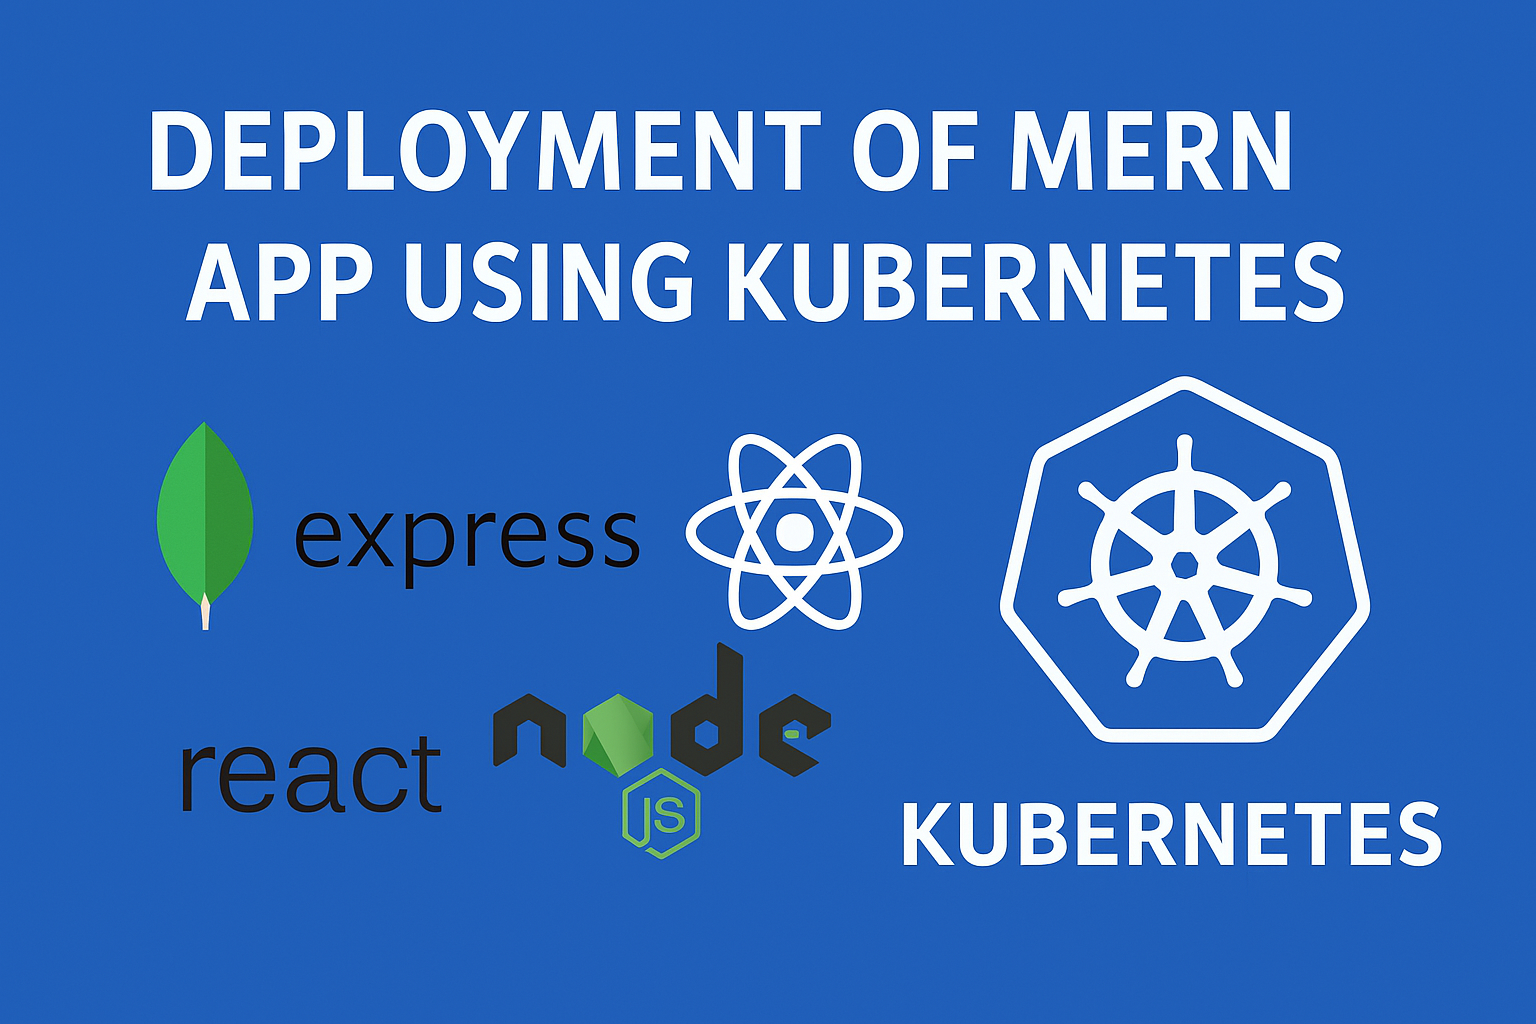 DEPLOYMENT OF MERN
APP USING KUBERNETES
express
react
node
JS
KUBERNETES